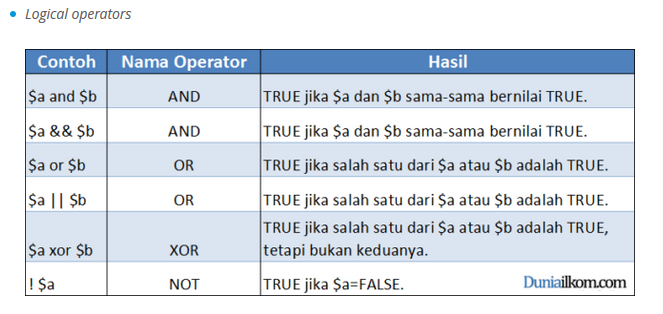 Logical operators
Contoh Nama Operator Hasil
$a and $b AND TRUE jika $a dan $b sama-sama bernilai TRUE.
$a && $b AND TRUE jika $a dan $b sama-sama bernilai TRUE.
$a or $b OR TRUE jika salah satu dari $a atau $b adalah TRUE.
$a || $b OR TRUE jika salah satu dari $a atau $b adalah TRUE.
TRUE jika salah satu dari $a atau $b adalah TRUE,
$a xor $b XOR tetapi bukan keduanya.
! $a NOT TRUE jika $a=FALSE.
Duniailkom.com